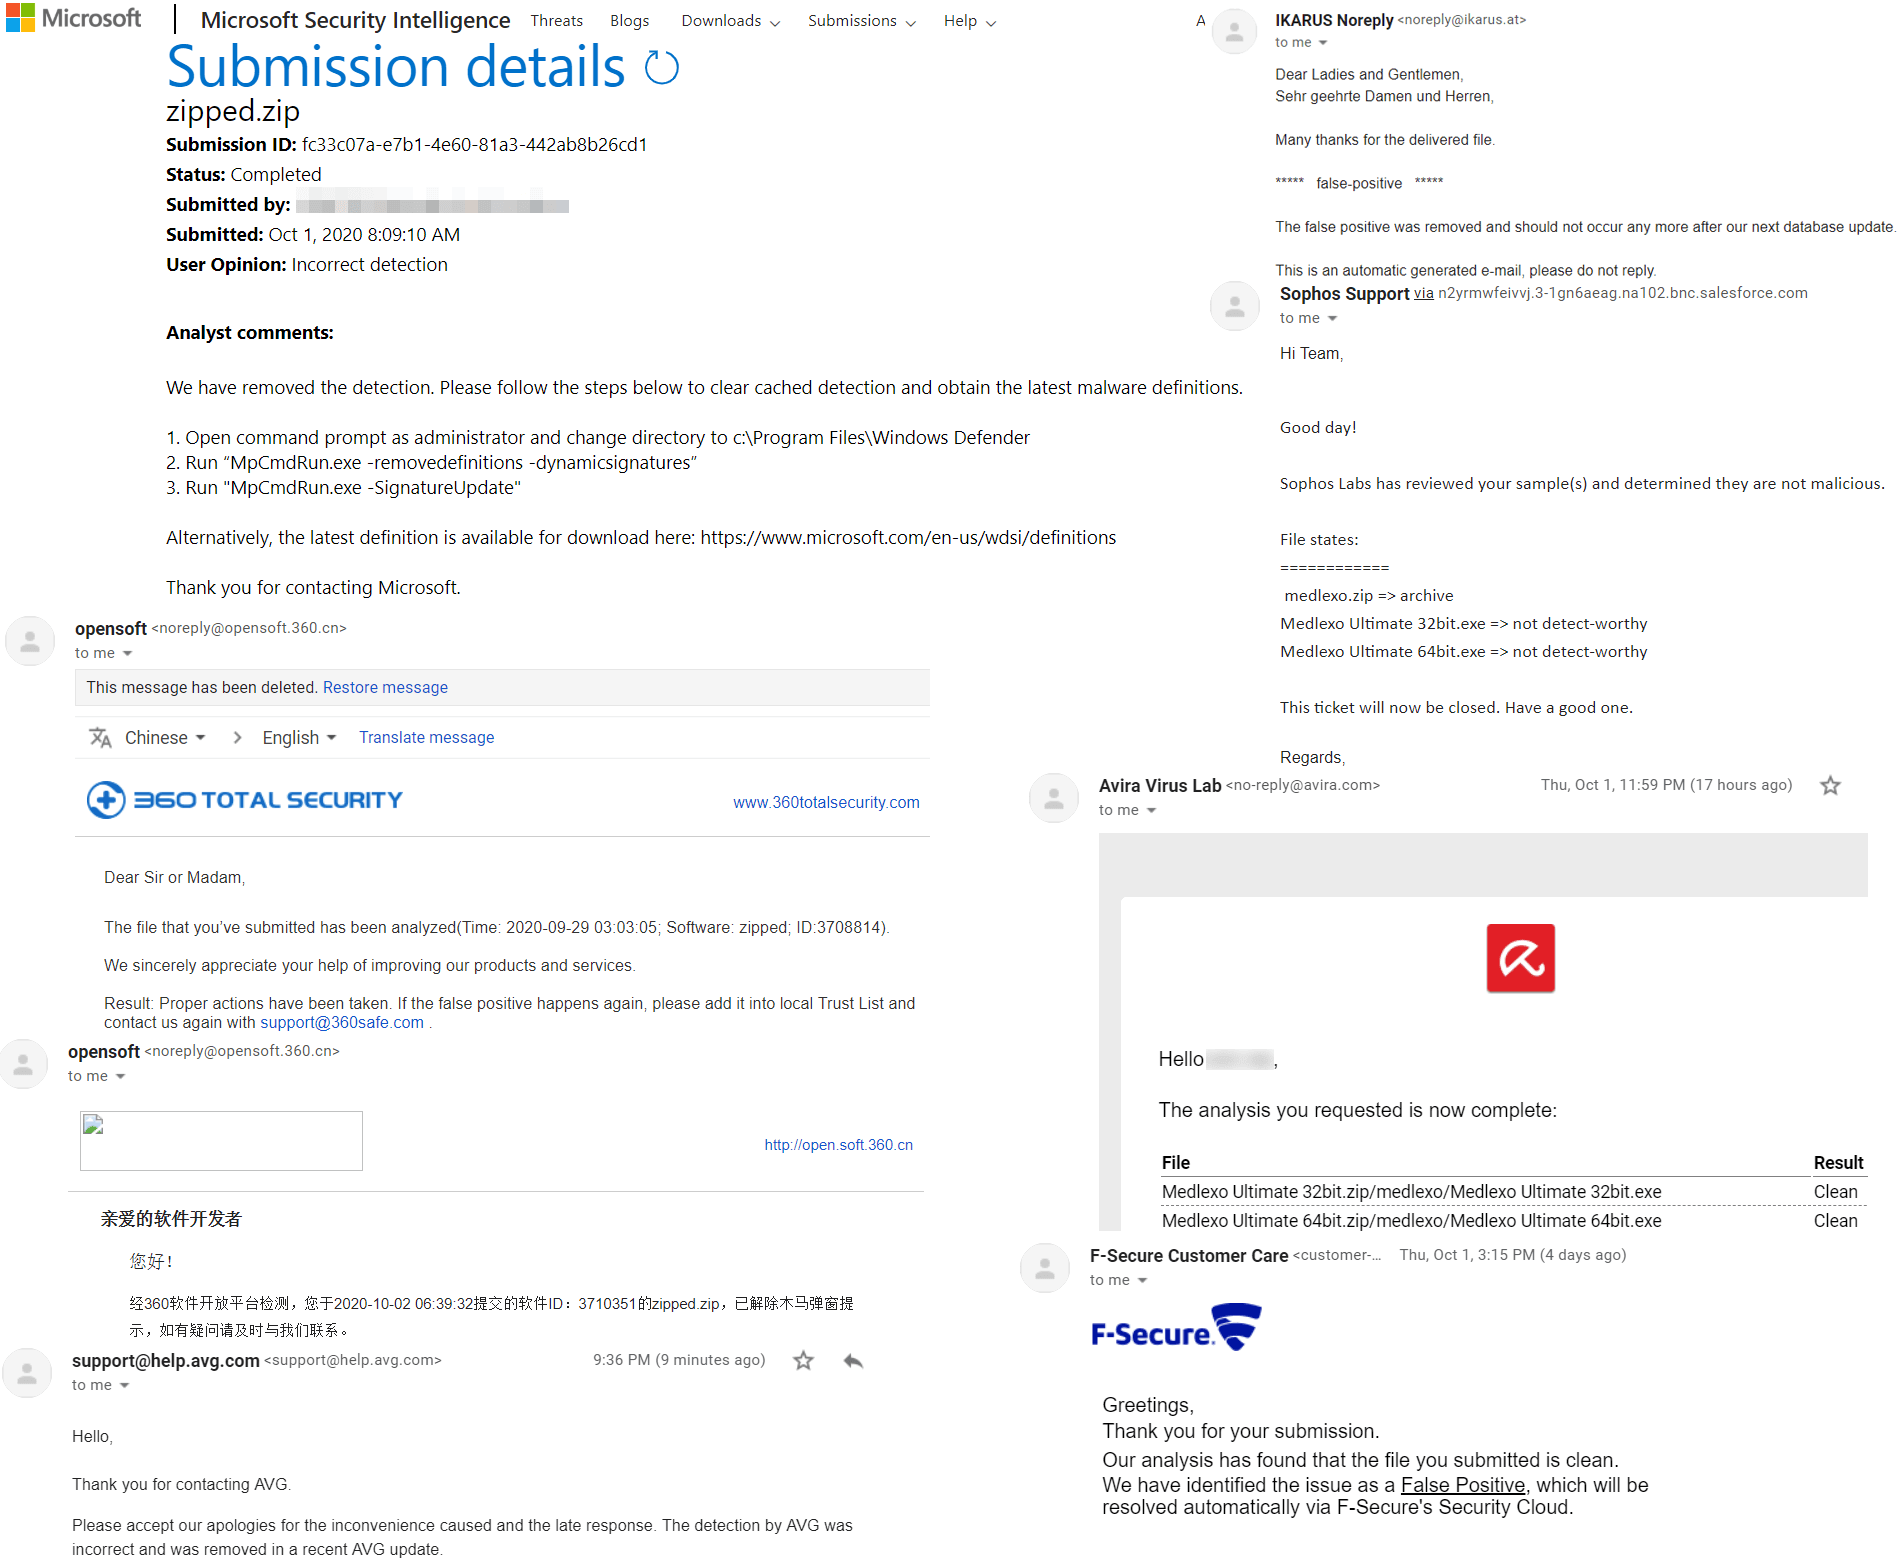 Microsoft
Microsoft Security Intelligence Threats Blogs Downloads Submissions Help A
Submission details
zipped.zip
Submission ID: fc33c07a-e7b1-4e60-81a3-442ab8b26cd1
Status: Completed
Submitted by:
Submitted: Oct 1, 2020 8:09:10 AM
User Opinion: Incorrect detection
Analyst comments:
We have removed the detection. Please follow the steps below to clear cached detection and obtain the latest malware definitions.
1. Open command prompt as administrator and change directory to c:\Program Files\Windows Defender
2. Run “MpCmdRun.exe -removedefinitions -dynamicsignatures”
3. Run "MpCmdRun.exe -SignatureUpdate"
Alternatively, the latest definition is available for download here: https://www.microsoft.com/en-us/wdsi/definitions
Thank you for contacting Microsoft.
opensoft <noreply@opensoft.360.cn>
to me
This message has been deleted. Restore message
Chinese > English Translate message
360 TOTAL SECURITY
www.360totalsecurity.com
Dear Sir or Madam,
The file that you've submitted has been analyzed(Time: 2020-09-29 03:03:05; Software: zipped; ID:3708814).
We sincerely appreciate your help of improving our products and services.
Result: Proper actions have been taken. If the false positive happens again, please add it into local Trust List and
contact us again with support@360safe.com .
opensoft <noreply@opensoft.360.cn>
to me
http://open.soft.360.cn
亲爱的软件开发者
您好！
经360软件开放平台检测，您于2020-10-02 06:39:32提交的软件ID：3710351的zipped.zip，已解除木马弹窗提
示，如有疑问请及时与我们联系。
support@help.avg.com <support@help.avg.com> 9:36 PM (9 minutes ago)
to me
Hello,
Thank you for contacting AVG.
Please accept our apologies for the inconvenience caused and the late response. The detection by AVG was
incorrect and was removed in a recent AVG update.
IKARUS Noreply <noreply@ikarus.at>
to me
Dear Ladies and Gentlemen,
Sehr geehrte Damen und Herren,
Many thanks for the delivered file.
***** false-positive *****
The false positive was removed and should not occur any more after our next database update.
This is an automatic generated e-mail, please do not reply.
Sophos Support via n2yrmwfeivvj.3-1gn6aeag.na102.bnc.salesforce.com
to me
Hi Team,
Good day!
Sophos Labs has reviewed your sample(s) and determined they are not malicious.
File states:
============
medlexo.zip => archive
Medlexo Ultimate 32bit.exe => not detect-worthy
Medlexo Ultimate 64bit.exe => not detect-worthy
This ticket will now be closed. Have a good one.
Regards,
Avira Virus Lab <no-reply@avira.com> Thu, Oct 1, 11:59 PM (17 hours ago)
to me
Hello ,
The analysis you requested is now complete:
File Result
Medlexo Ultimate 32bit.zip/medlexo/Medlexo Ultimate 32bit.exe Clean
Medlexo Ultimate 64bit.zip/medlexo/Medlexo Ultimate 64bit.exe Clean
F-Secure Customer Care <customer-... Thu, Oct 1, 3:15 PM (4 days ago)
to me
F-Secure.
Greetings,
Thank you for your submission.
Our analysis has found that the file you submitted is clean.
We have identified the issue as a False Positive, which will be
resolved automatically via F-Secure's Security Cloud.